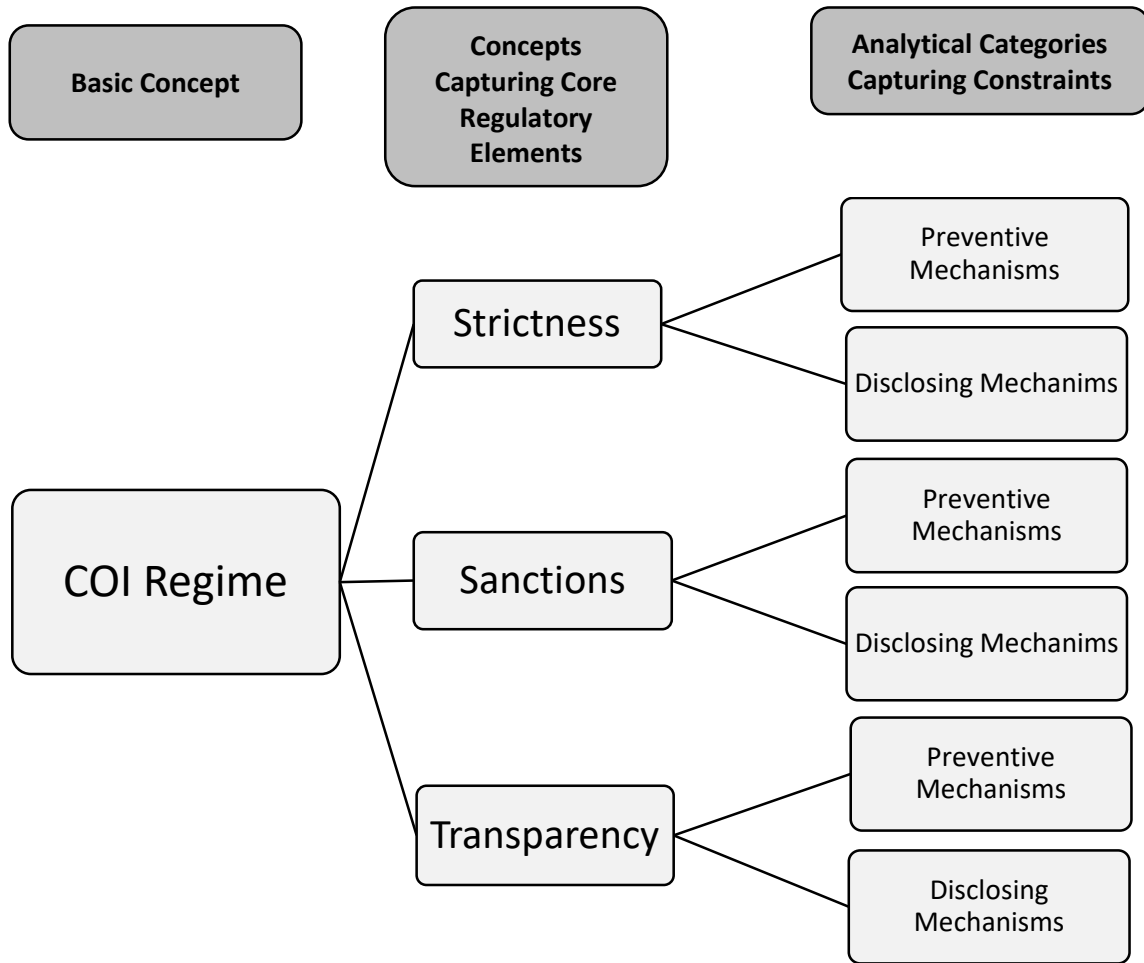 Basic Concept
Concepts
Capturing Core
Regulatory
Elements
Analytical Categories
Capturing Constraints
COI Regime
Strictness
Preventive
Mechanisms
Disclosing Mechanims
Sanctions
Preventive
Mechanisms
Disclosing Mechanims
Transparency
Preventive
Mechanisms
Disclosing
Mechanisms